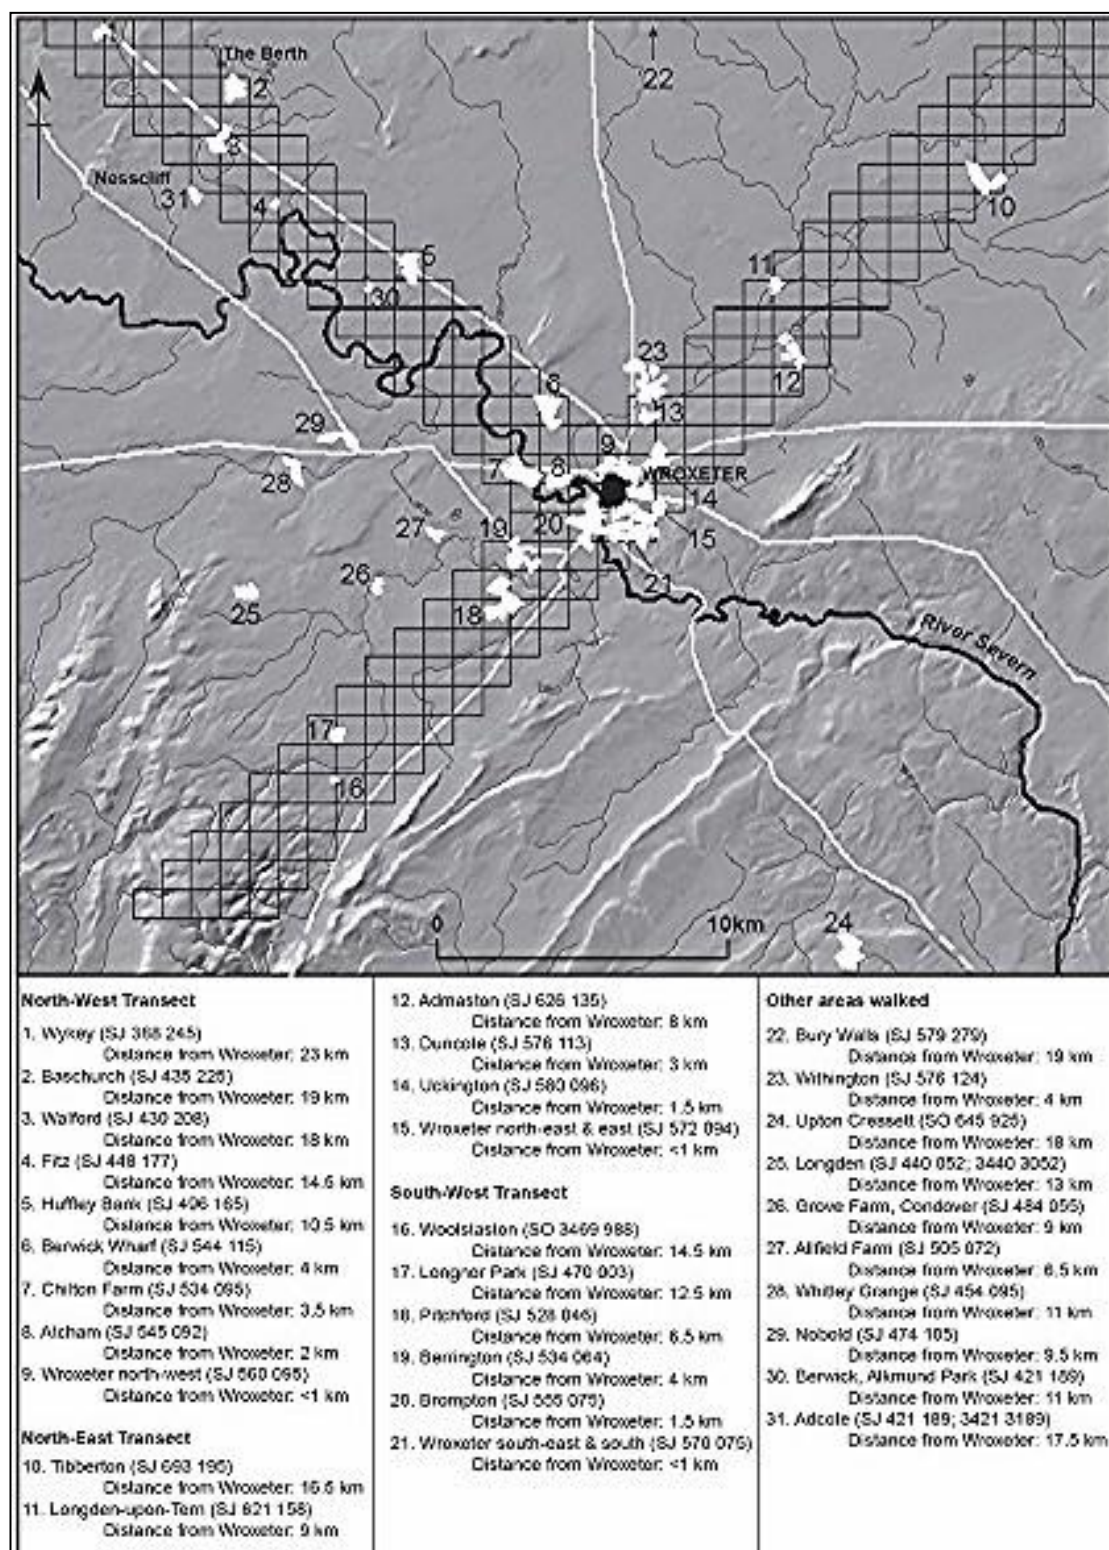 The Berth
2
22
3
Nesscliff
31
4
10
5
11
30
23
12
6
13
29
9
7
8
WROXETER
28
14
27
19
20
15
26
25
21
18
River Severn
17
16
0
10km
24
North-West Transect
1. Wykey (SJ 368 245)
Distance from Wroxeter: 23 km
2. Baschurch (SJ 435 225)
Distance from Wroxeter: 19 km
3. Walford (SJ 430 208)
Distance from Wroxeter: 18 km
4. Fitz (SJ 448 177)
Distance from Wroxeter: 14.5 km
5. Huffley Bank (SJ 496 165)
Distance from Wroxeter: 10.5 km
6. Berwick Wharf (SJ 544 115)
Distance from Wroxeter: 4 km
7. Chilton Farm (SJ 534 095)
Distance from Wroxeter: 3.5 km
8. Atcham (SJ 545 092)
Distance from Wroxeter: 2 km
9. Wroxeter north-west (SJ 560 095)
Distance from Wroxeter: <1 km
North-East Transect
10. Tibberton (SJ 693 195)
Distance from Wroxeter: 16.5 km
11. Longden-upon-Tern (SJ 621 158)
Distance from Wroxeter: 9 km
12. Admaston (SJ 626 135)
Distance from Wroxeter: 8 km
13. Duncote (SJ 576 113)
Distance from Wroxeter: 3 km
14. Uckington (SJ 580 096)
Distance from Wroxeter: 1.5 km
15. Wroxeter north-east & east (SJ 572 094)
Distance from Wroxeter: <1 km
South-West Transect
16. Woolstaston (SO 3469 988)
Distance from Wroxeter: 14.5 km
17. Longner Park (SJ 470 003)
Distance from Wroxeter: 12.5 km
18. Pitchford (SJ 528 046)
Distance from Wroxeter: 6.5 km
19. Berrington (SJ 534 064)
Distance from Wroxeter: 4 km
20. Brompton (SJ 555 075)
Distance from Wroxeter: 1.5 km
21. Wroxeter south-east & south (SJ 570 075)
Distance from Wroxeter: <1 km
Other areas walked
22. Bury Walls (SJ 579 279)
Distance from Wroxeter: 19 km
23. Withington (SJ 576 124)
Distance from Wroxeter: 4 km
24. Upton Cressett (SO 645 925)
Distance from Wroxeter: 18 km
25. Longden (SJ 440 052; 3440 3052)
Distance from Wroxeter: 13 km
26. Grove Farm, Condover (SJ 484 055)
Distance from Wroxeter: 9 km
27. Allfield Farm (SJ 505 072)
Distance from Wroxeter: 6.5 km
28. Whitley Grange (SJ 454 095)
Distance from Wroxeter: 11 km
29. Nobold (SJ 474 105)
Distance from Wroxeter: 9.5 km
30. Berwick, Alkmund Park (SJ 421 189)
Distance from Wroxeter: 11 km
31. Adcote (SJ 421 189; 3421 3189)
Distance from Wroxeter: 17.5 km